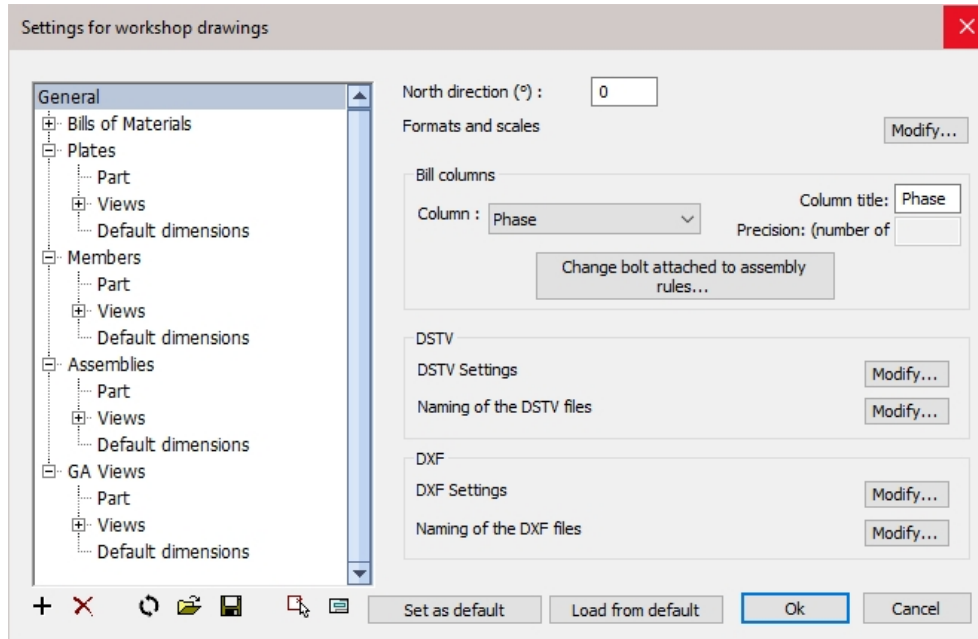 Settings for workshop drawings
General
Bills of Materials
Plates
Part
Views
Default dimensions
Members
Part
Views
Default dimensions
Assemblies
Part
Views
Default dimensions
GA Views
Part
Views
Default dimensions
North direction (°) : 0
Formats and scales Modify...
Bill columns
Column : Phase
Column title: Phase
Precision: (number of
Change bolt attached to assembly
rules...
DSTV
DSTV Settings Modify...
Naming of the DSTV files Modify...
DXF
DXF Settings Modify...
Naming of the DXF files Modify...
Set as default Load from default Ok Cancel